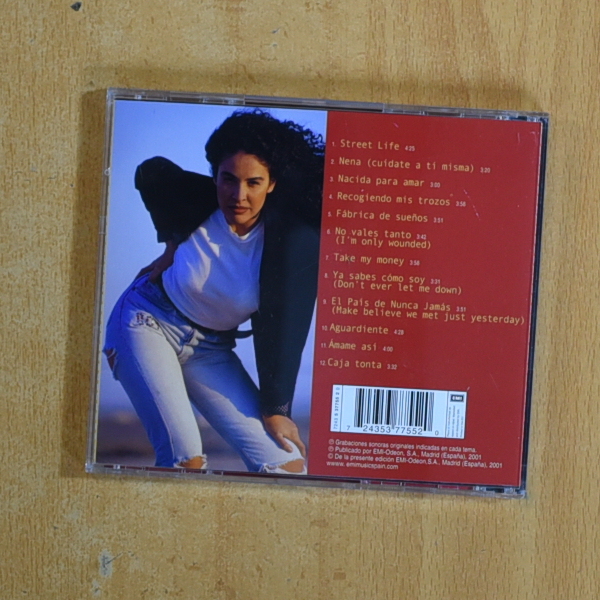 1. Street Life 4:25
2. Nena (cuidate a ti misma) 3:20
3. Nacida para amar 3:55
4. Recogiendo mis trozos 3:56
5. Fábrica de sueños 3:51
6. No vales tanto 3:43
(I'm only wounded)
7. Take my money 3:56
8. Ya sabes cómo soy 3:31
(Don't ever let me down)
9. El País de Nunca Jamás 3:51
(Make believe we met just yesterday)
10. Aguardiente 4:28
11. Ámame así 4:00
12. Caja tonta 3:32
EMI
7 24353 77552 0
Ⓟ Grabaciones sonoras originales indicadas en cada tema.
Ⓟ Publicado por EMI-Odeon, S.A., Madrid (España), 2001
© De la presente edición EMI-Odeon,S.A., Madrid (España), 2001
www.emimusicspain.com